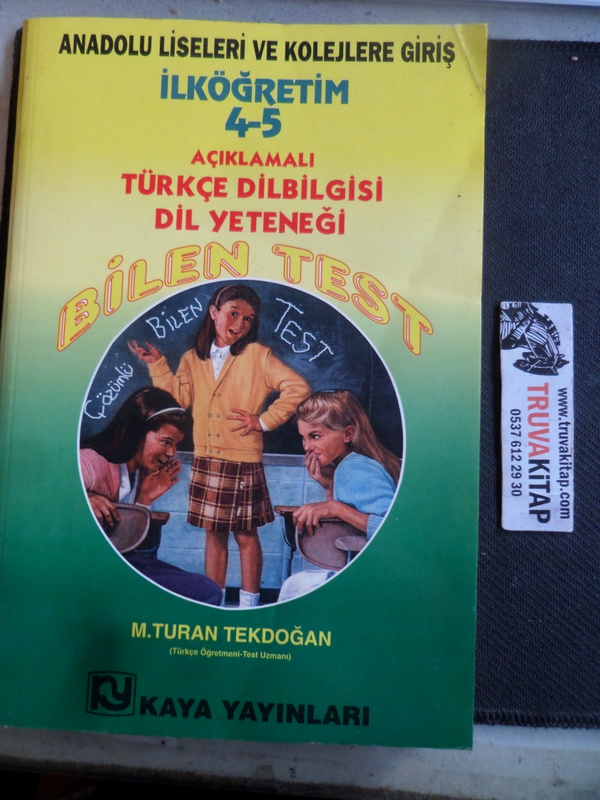 ANADOLU LİSELERİ VE KOLEJLERE GİRİŞ
İLKÖĞRETİM
4-5
AÇIKLAMALI
TÜRKÇE DİLBİLGİSİ
DİL YETENEĞİ
BİLEN TEST
Çözümlü
BİLEN
TEST
M.TURAN TEKDOĞAN
(Türkçe Öğretmeni-Test Uzmanı)
KAYA YAYINLARI
TRUVAKİTAP
www.truvakitap.com
0537 612 29 30